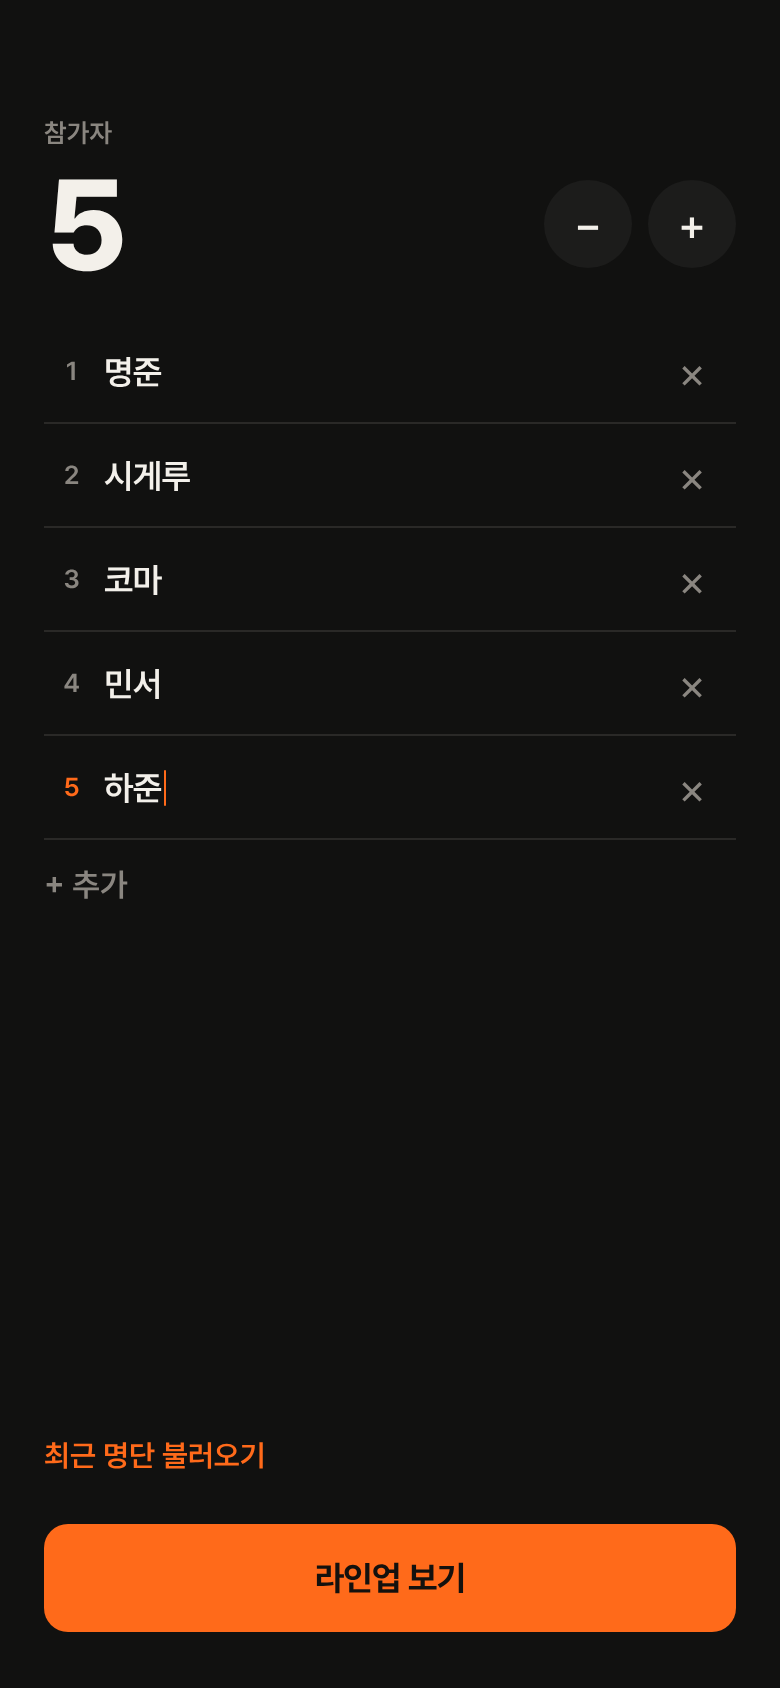 참가자
5
− +
1 명준 ×
2 시게루 ×
3 코마 ×
4 민서 ×
5 하준 ×
+ 추가
최근 명단 불러오기
라인업 보기